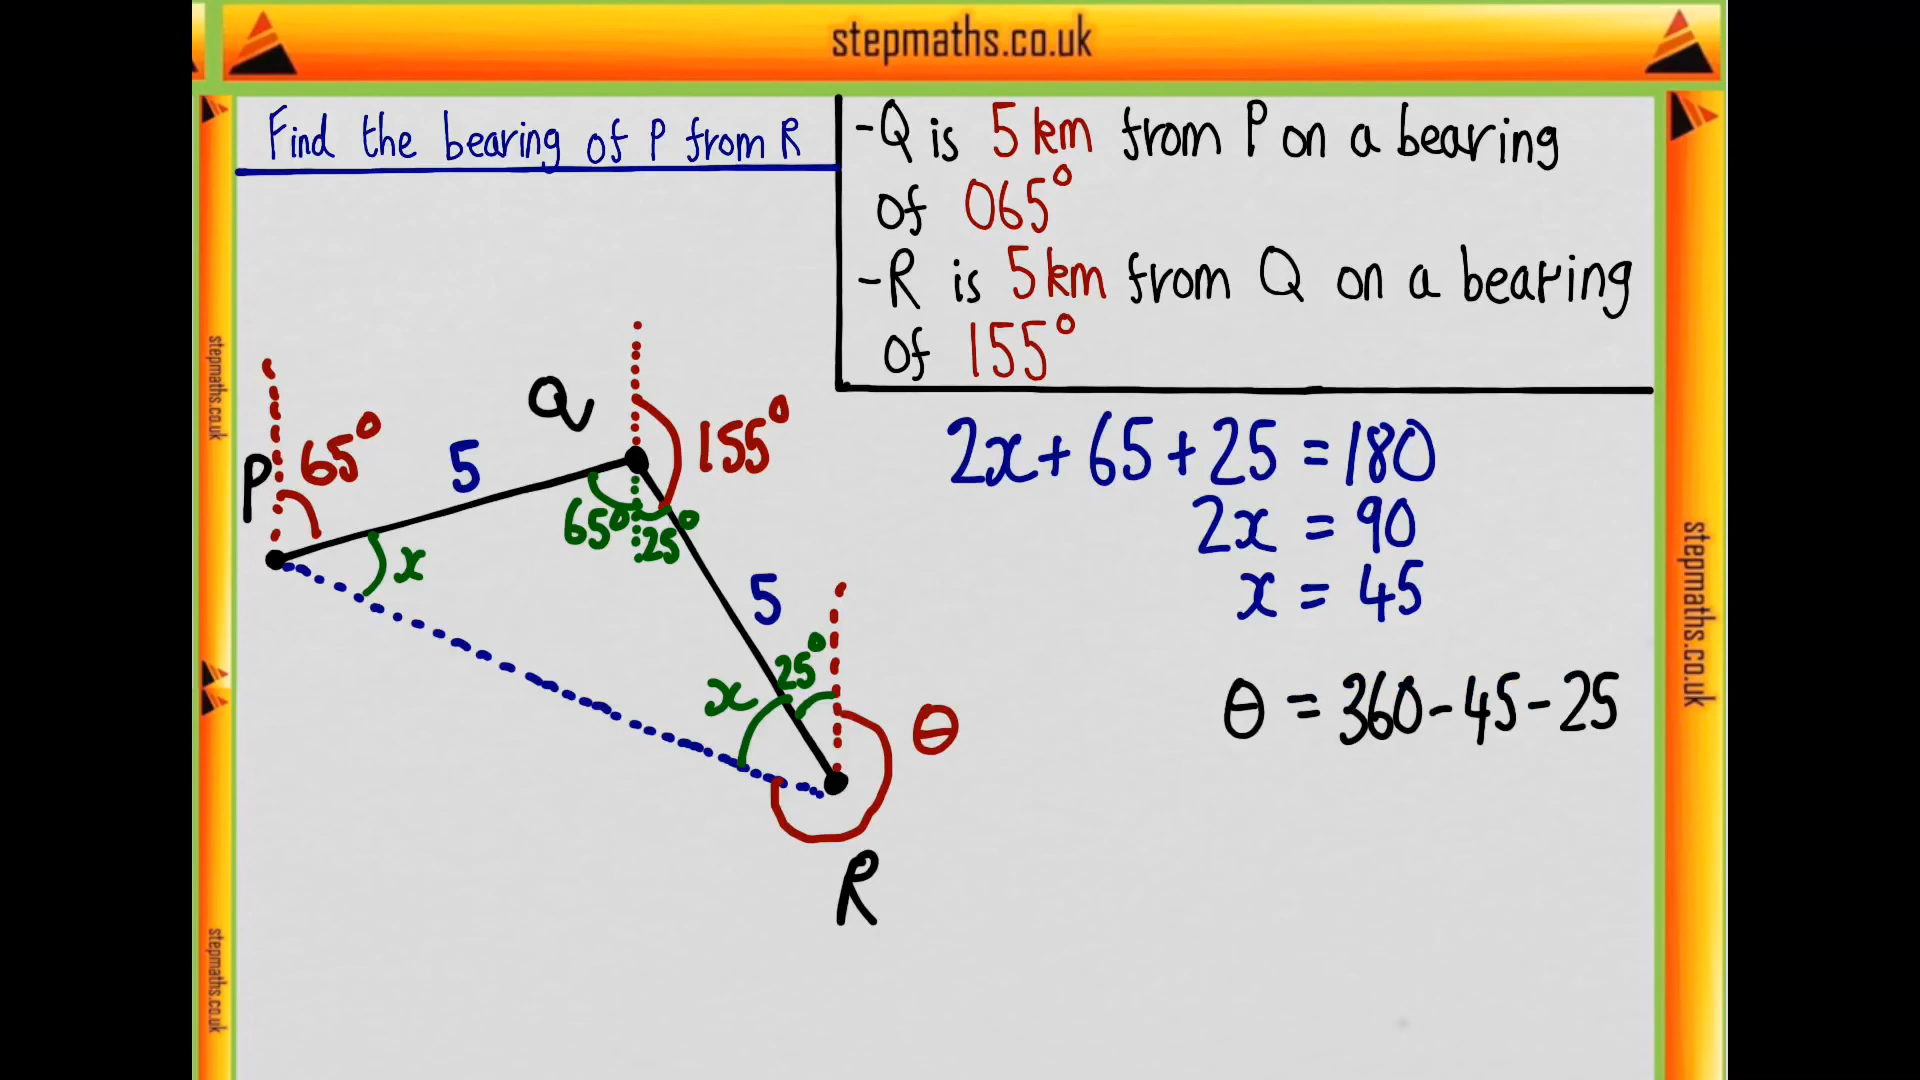 stepmaths.co.uk
Find the bearing of P from R
-Q is 5 km from P on a bearing
of 065°
-R is 5km from Q on a bearing
of 155°
stepmaths.co.uk
Q
155°
65°
P
5
65°
25°
x
2x+65+25=180
2x = 90
x = 45
stepmaths.co.uk
5
25°
x
θ
θ = 360-45-25
R
stepmaths.co.uk